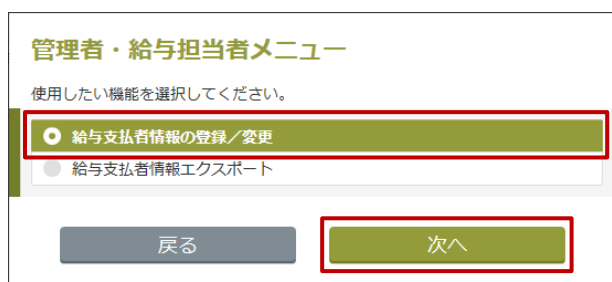 管理者・給与担当者メニュー
使用したい機能を選択してください。
給与支払者情報の登録／変更
給与支払者情報エクスポート
戻る
次へ